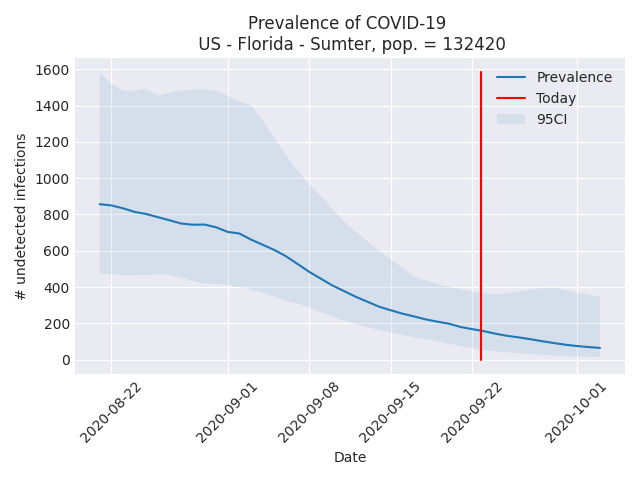 Prevalence of COVID-19
US - Florida - Sumter, pop. = 132420
Prevalence
Today
95CI
# undetected infections
1600
1400
1200
1000
800
600
400
200
0
2020-08-22
2020-09-01
2020-09-08
2020-09-15
2020-09-22
2020-10-01
Date